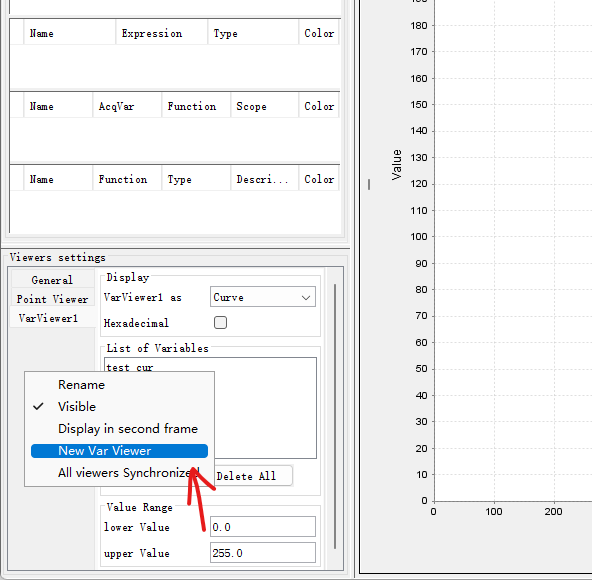 Name Expression Type Color
Name AcqVar Function Scope Color
Name Function Type Descri... Color
Viewers settings
General
Point Viewer
VarViewer1
Display
VarViewer1 as Curve
Hexadecimal
List of Variables
test cur
Rename
Visible
Display in second frame
New Var Viewer
All viewers Synchronized
Delete All
Value Range
lower Value 0.0
upper Value 255.0
Value
190
180
170
160
150
140
130
120
110
100
90
80
70
60
50
40
30
20
10
0
0 100 200